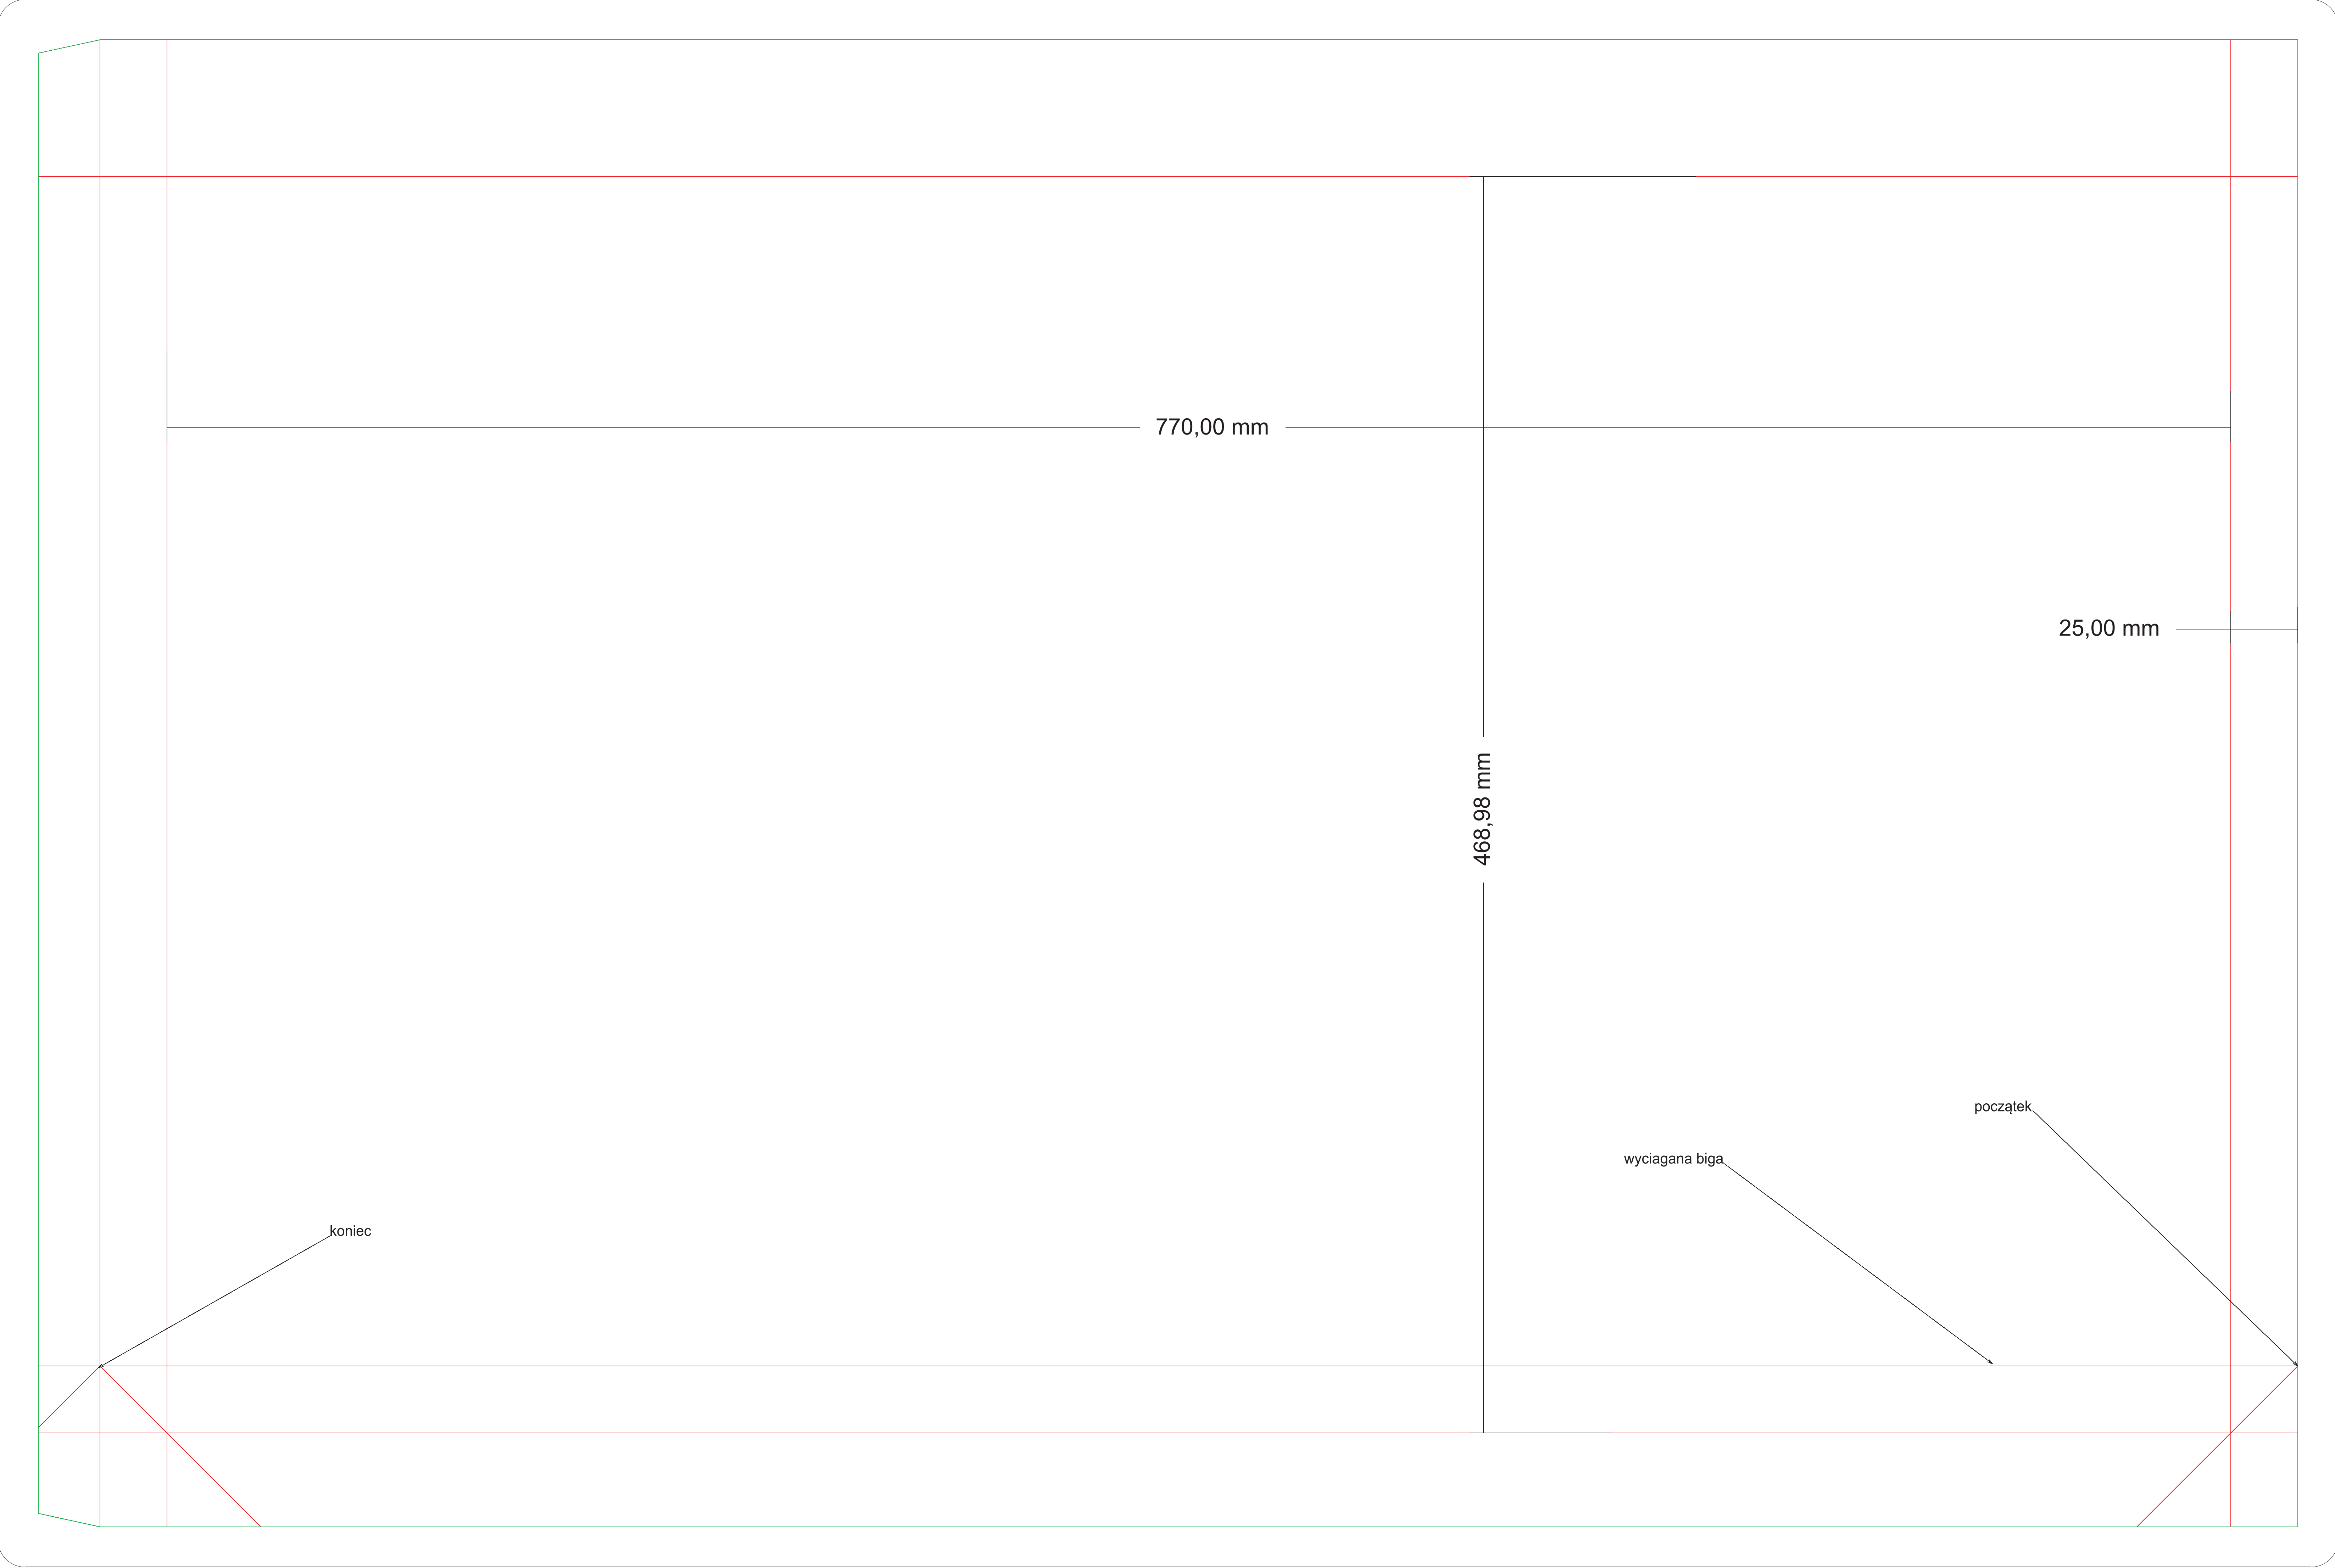 770,00 mm
25,00 mm
468,98 mm
początek
wyciagana biga
koniec